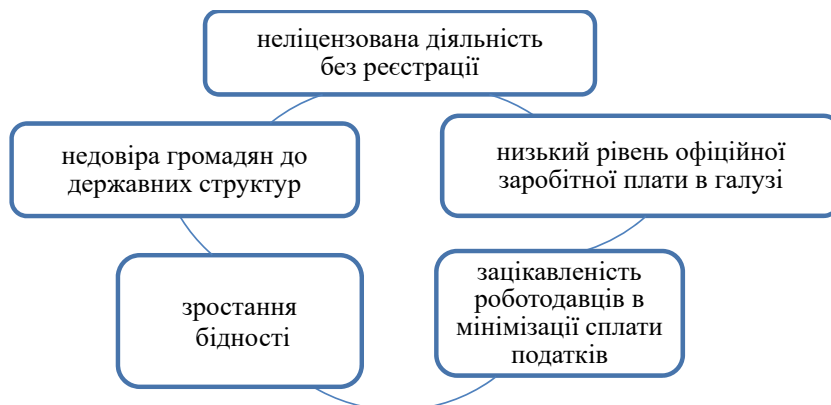 неліцензована діяльність
без реєстрації
недовіра громадян до
державних структур
низький рівень офіційної
заробітної плати в галузі
зростання
бідності
зацікавленість
роботодавців в
мінімізації сплати
податків